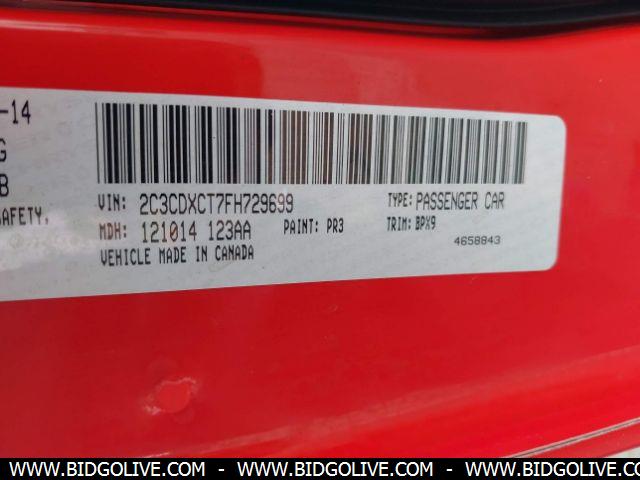 -14
G
B
SAFETY,
VIN: 2C3CDXCT7FH729699 TYPE: PASSENGER CAR
MDH: 121014 123AA PAINT: PR3 TRIM: BPX9
VEHICLE MADE IN CANADA 4658843
WWW.BIDGOLIVE.COM - WWW.BIDGOLIVE.COM - WWW.BIDGOLIVE.COM